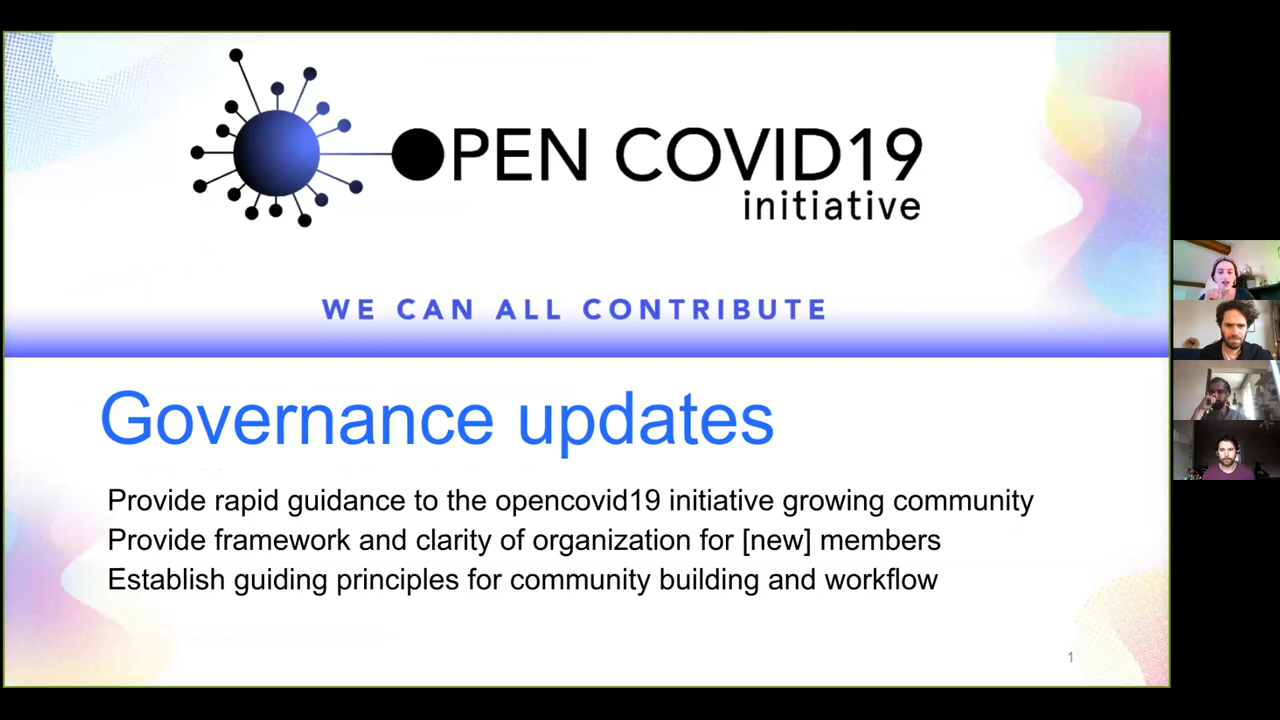 OPEN COVID19
initiative
WE CAN ALL CONTRIBUTE
Governance updates
Provide rapid guidance to the opencovid19 initiative growing community
Provide framework and clarity of organization for [new] members
Establish guiding principles for community building and workflow
1